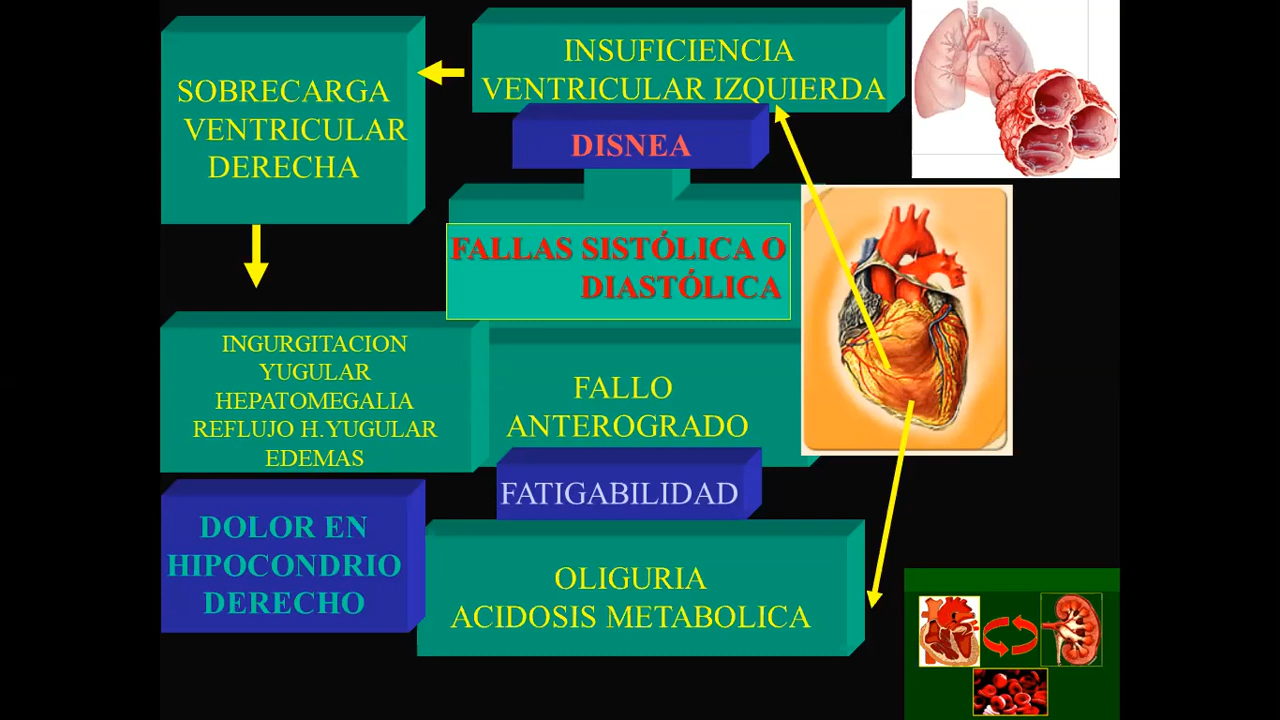 SOBRECARGA
VENTRICULAR
DERECHA
INSUFICIENCIA
VENTRICULAR IZQUIERDA
DISNEA
FALLAS SISTÓLICA O
DIASTÓLICA
INGURGITACION
YUGULAR
HEPATOMEGALIA
REFLUJO H.YUGULAR
EDEMAS
FALLO
ANTEROGRADO
FATIGABILIDAD
DOLOR EN
HIPOCONDRIO
DERECHO
OLIGURIA
ACIDOSIS METABOLICA